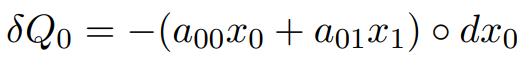 δQ₀ = −(a₀₀x₀ + a₀₁x₁) ∘ dx₀